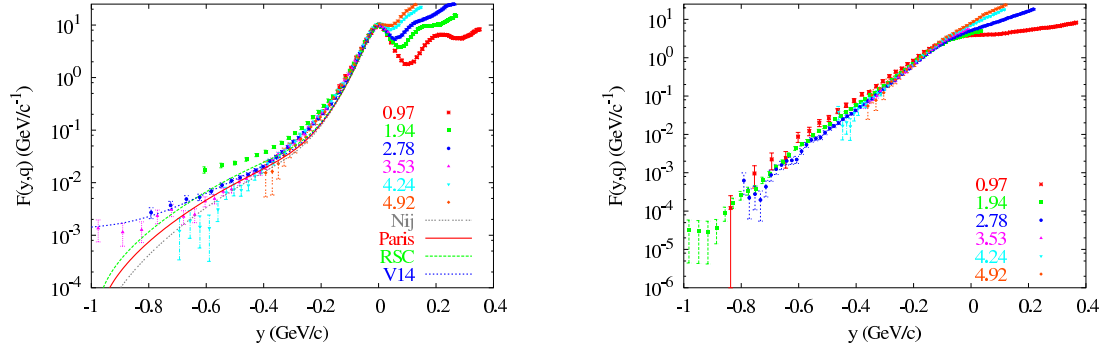 F(y,q) (GeV/c⁻¹)
10¹
10⁰
10⁻¹
10⁻²
10⁻³
10⁻⁴
-1 -0.8 -0.6 -0.4 -0.2 0 0.2 0.4
y (GeV/c)
0.97
1.94
2.78
3.53
4.24
4.92
Nij
Paris
RSC
V14
F(y,q) (GeV/c⁻¹)
10¹
10⁰
10⁻¹
10⁻²
10⁻³
10⁻⁴
10⁻⁵
10⁻⁶
-1 -0.8 -0.6 -0.4 -0.2 0 0.2 0.4
y (GeV/c)
0.97
1.94
2.78
3.53
4.24
4.92